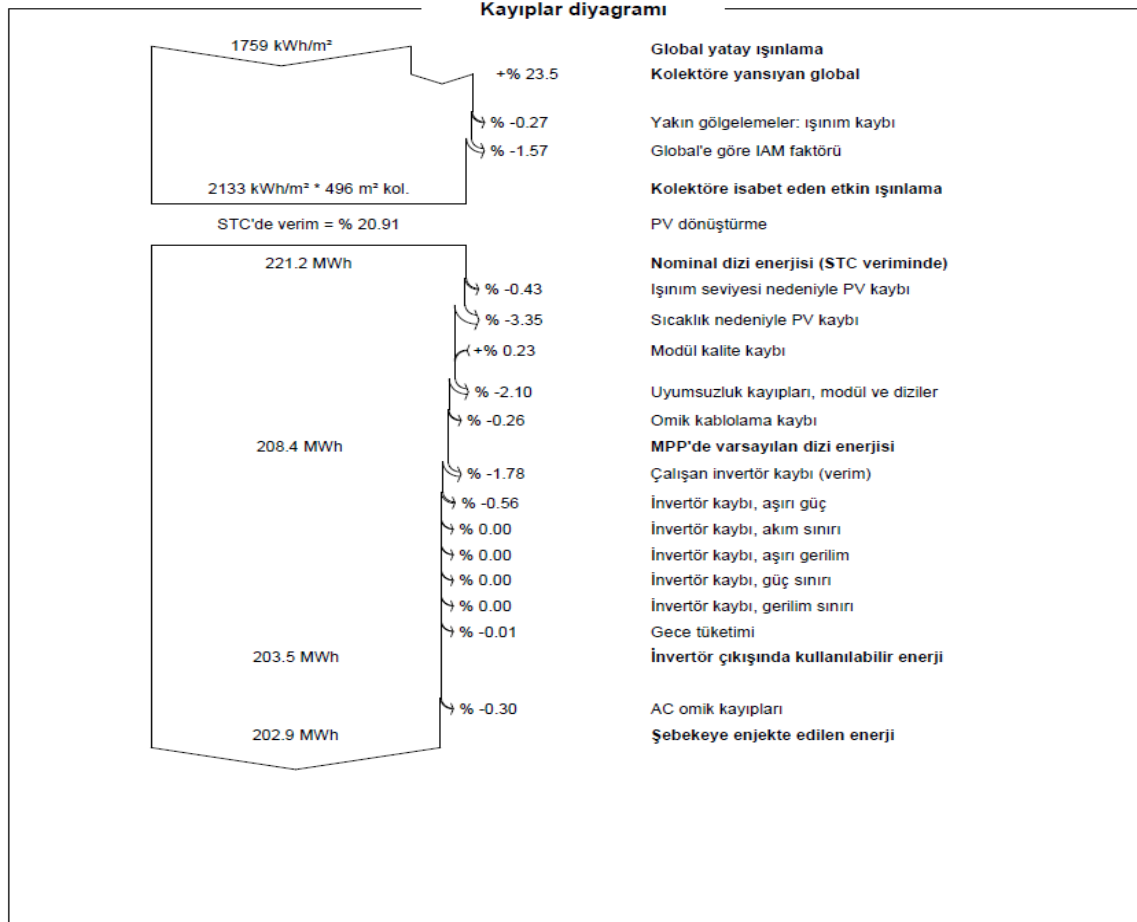 Kayıplar diyagramı
1759 kWh/m² Global yatay ışınlama
+% 23.5 Kolektöre yansıyan global
% -0.27 Yakın gölgelemeler: ışınım kaybı
% -1.57 Global'e göre IAM faktörü
2133 kWh/m² * 496 m² kol. Kolektöre isabet eden etkin ışınlama
STC'de verim = % 20.91 PV dönüştürme
221.2 MWh Nominal dizi enerjisi (STC veriminde)
% -0.43 Işınım seviyesi nedeniyle PV kaybı
% -3.35 Sıcaklık nedeniyle PV kaybı
+% 0.23 Modül kalite kaybı
% -2.10 Uyumsuzluk kayıpları, modül ve diziler
% -0.26 Omik kablolama kaybı
208.4 MWh MPP'de varsayılan dizi enerjisi
% -1.78 Çalışan invertör kaybı (verim)
% -0.56 İnvertör kaybı, aşırı güç
% 0.00 İnvertör kaybı, akım sınırı
% 0.00 İnvertör kaybı, aşırı gerilim
% 0.00 İnvertör kaybı, güç sınırı
% 0.00 İnvertör kaybı, gerilim sınırı
% -0.01 Gece tüketimi
203.5 MWh İnvertör çıkışında kullanılabilir enerji
% -0.30 AC omik kayıpları
202.9 MWh Şebekeye enjekte edilen enerji